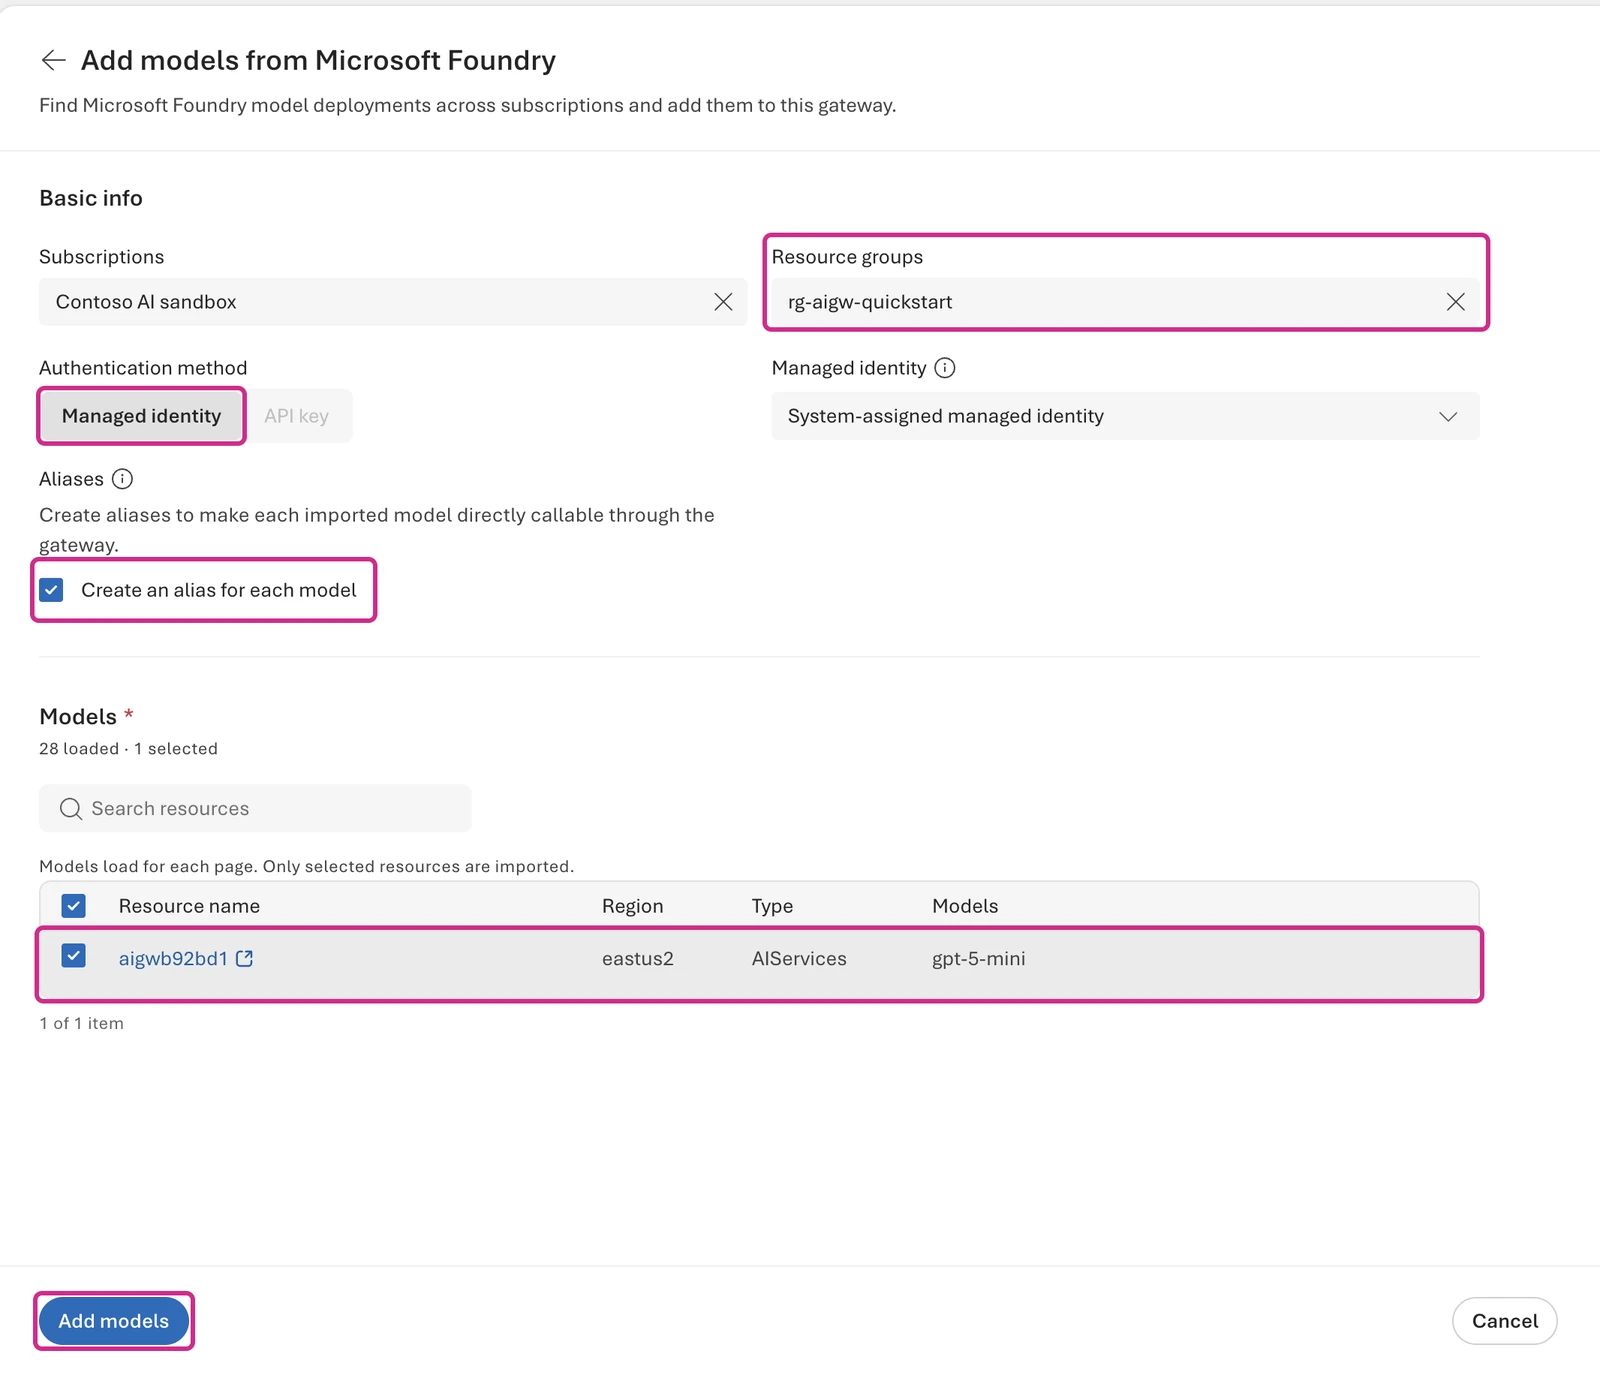 Add models from Microsoft Foundry
Find Microsoft Foundry model deployments across subscriptions and add them to this gateway.
Basic info
Subscriptions
Contoso AI sandbox
Resource groups
rg-aigw-quickstart
Authentication method
Managed identity
API key
Managed identity
System-assigned managed identity
Aliases
Create aliases to make each imported model directly callable through the
gateway.
Create an alias for each model
Models *
28 loaded · 1 selected
Search resources
Models load for each page. Only selected resources are imported.
Resource name Region Type Models
aigwb92bd1 eastus2 AIServices gpt-5-mini
1 of 1 item
Add models
Cancel